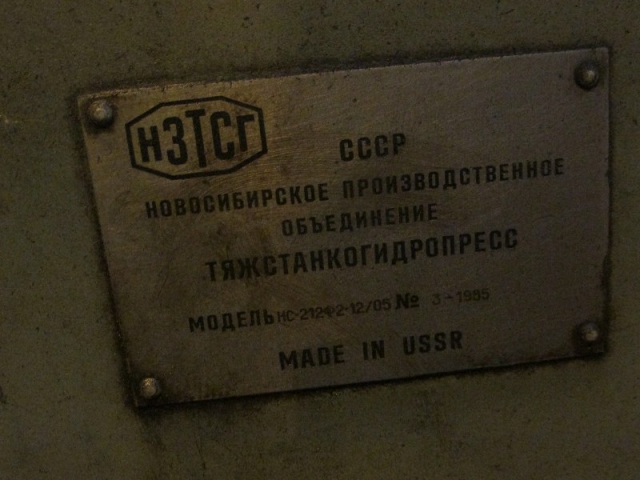 НЗТСГ
СССР
НОВОСИБИРСКОЕ ПРОИЗВОДСТВЕННОЕ
ОБЪЕДИНЕНИЕ
ТЯЖСТАНКОГИДРОПРЕСС
МОДЕЛЬ НС-212Ф2-12/05 № 3-1985
MADE IN USSR